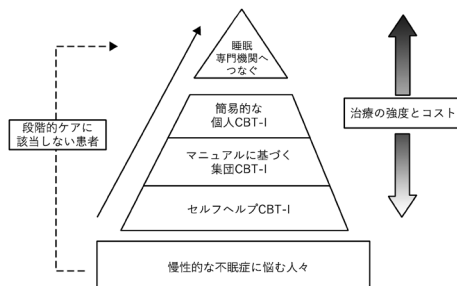 睡眠
専門機関へ
つなぐ
簡易的な
個人CBT-I
マニュアルに基づく
集団CBT-I
セルフヘルプCBT-I
慢性的な不眠症に悩む人々
段階的ケアに
該当しない患者
治療の強度とコスト